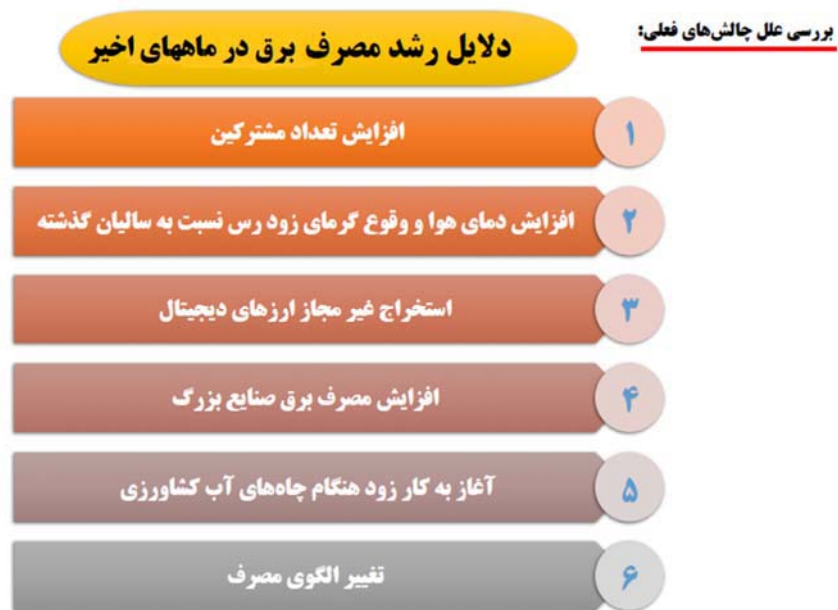 بررسی علل چالش‌های فعلی:
دلایل رشد مصرف برق در ماههای اخیر
۱
افزایش تعداد مشترکین
۲
افزایش دمای هوا و وقوع گرمای زود رس نسبت به سالیان گذشته
۳
استخراج غیر مجاز ارزهای دیجیتال
۴
افزایش مصرف برق صنایع بزرگ
۵
آغاز به کار زود هنگام چاه‌های آب کشاورزی
۶
تغییر الگوی مصرف